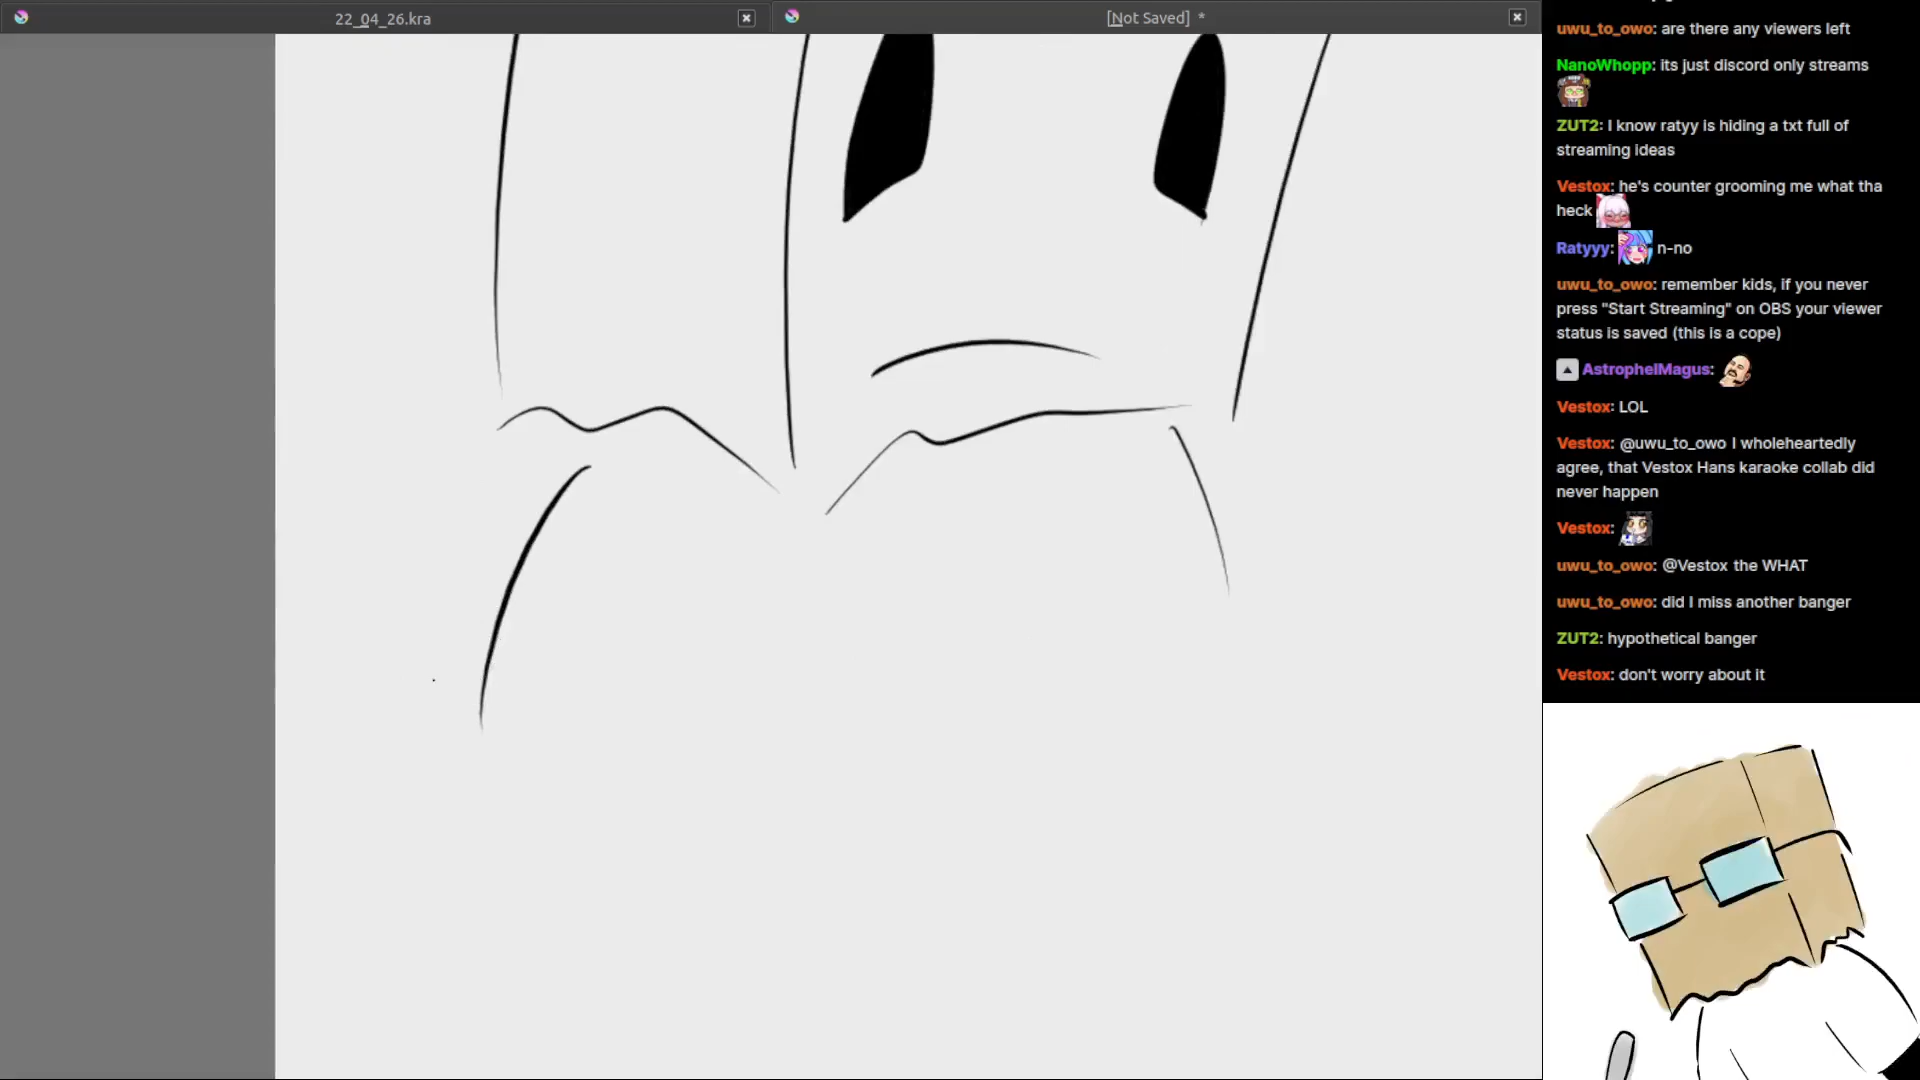 22_04_26.kra
[Not Saved] *
uwu_to_owo: are there any viewers left
NanoWhopp: its just discord only streams
ZUT2: I know ratyy is hiding a txt full of
streaming ideas
Vestox: he's counter grooming me what tha
heck
Ratyyy: n-no
uwu_to_owo: remember kids, if you never
press "Start Streaming" on OBS your viewer
status is saved (this is a cope)
AstrophelMagus:
Vestox: LOL
Vestox: @uwu_to_owo I wholeheartedly
agree, that Vestox Hans karaoke collab did
never happen
Vestox:
uwu_to_owo: @Vestox the WHAT
uwu_to_owo: did I miss another banger
ZUT2: hypothetical banger
Vestox: don't worry about it